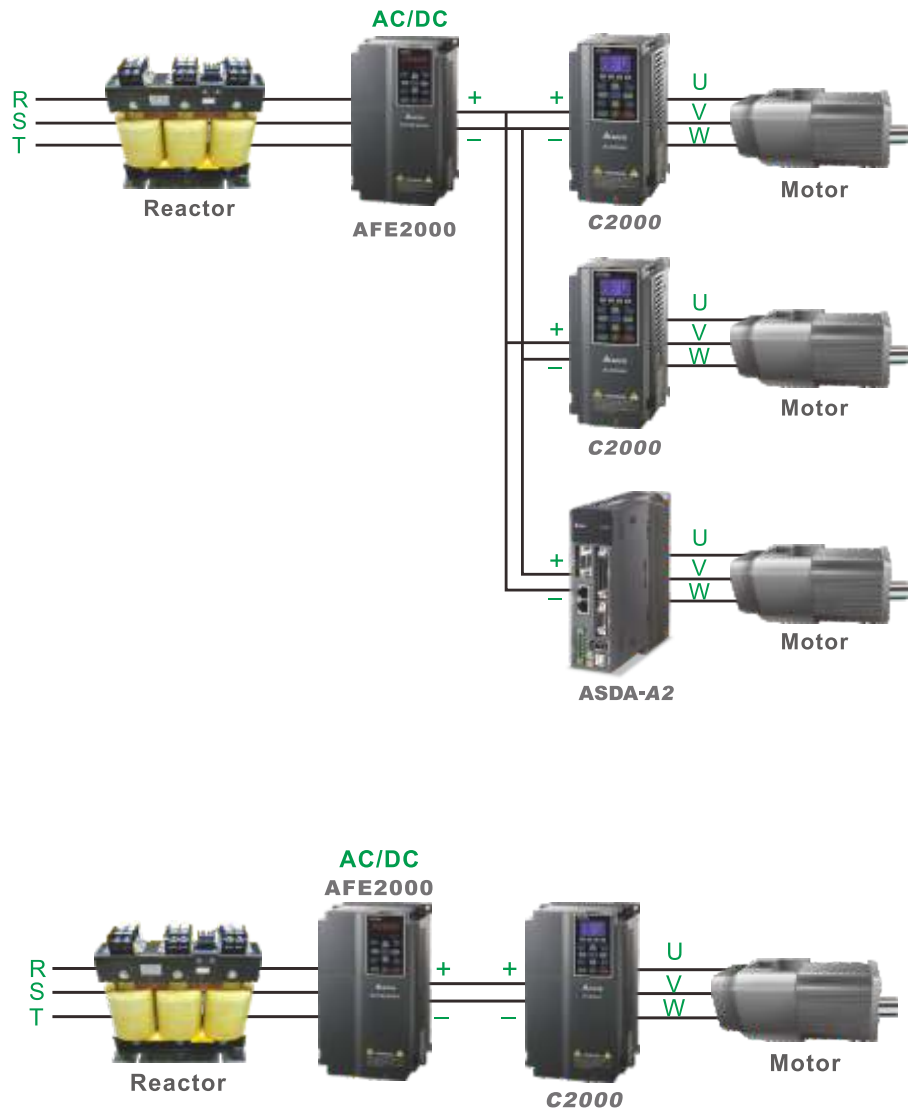 AC/DC
R
S
T
+
−
+
−
U
V
W
Reactor
AFE2000
C2000
Motor
+
−
U
V
W
C2000
Motor
+
−
U
V
W
ASDA-A2
Motor
AC/DC
AFE2000
R
S
T
+
−
+
−
U
V
W
Reactor
C2000
Motor